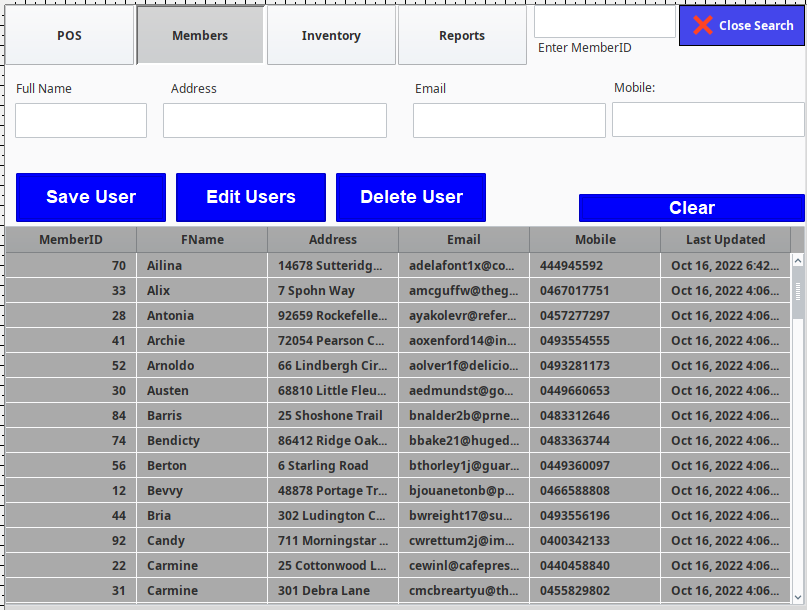 POS Members Inventory Reports Close Search
Enter MemberID
Full Name Address Email Mobile:
Save User Edit Users Delete User Clear
MemberID FName Address Email Mobile Last Updated
70 Ailina 14678 Sutteridg... adelafont1x@co... 444945592 Oct 16, 2022 6:42...
33 Alix 7 Spohn Way amcguffw@theg... 0467017751 Oct 16, 2022 4:06...
28 Antonia 92659 Rockefelle... ayakolevr@refer... 0457277297 Oct 16, 2022 4:06...
41 Archie 72054 Pearson C... aoxenford14@in... 0493554555 Oct 16, 2022 4:06...
52 Arnoldo 66 Lindbergh Cir... aolver1f@delicio... 0493281173 Oct 16, 2022 4:06...
30 Austen 68810 Little Fleu... aedmundst@go... 0449660653 Oct 16, 2022 4:06...
84 Barris 25 Shoshone Trail bnalder2b@prne... 0483312646 Oct 16, 2022 4:06...
74 Bendicty 86412 Ridge Oak... bbake21@huged... 0483363744 Oct 16, 2022 4:06...
56 Berton 6 Starling Road bthorley1j@guar... 0449360097 Oct 16, 2022 4:06...
12 Bevvy 48878 Portage Tr... bjouanetonb@p... 0466588808 Oct 16, 2022 4:06...
44 Bria 302 Ludington C... bwreight17@su... 0493556196 Oct 16, 2022 4:06...
92 Candy 711 Morningstar ... cwrettum2j@im... 0400342133 Oct 16, 2022 4:06...
22 Carmine 25 Cottonwood L... cewinl@cafepres... 0440458840 Oct 16, 2022 4:06...
31 Carmine 301 Debra Lane cmcbreartyu@th... 0455829802 Oct 16, 2022 4:06...